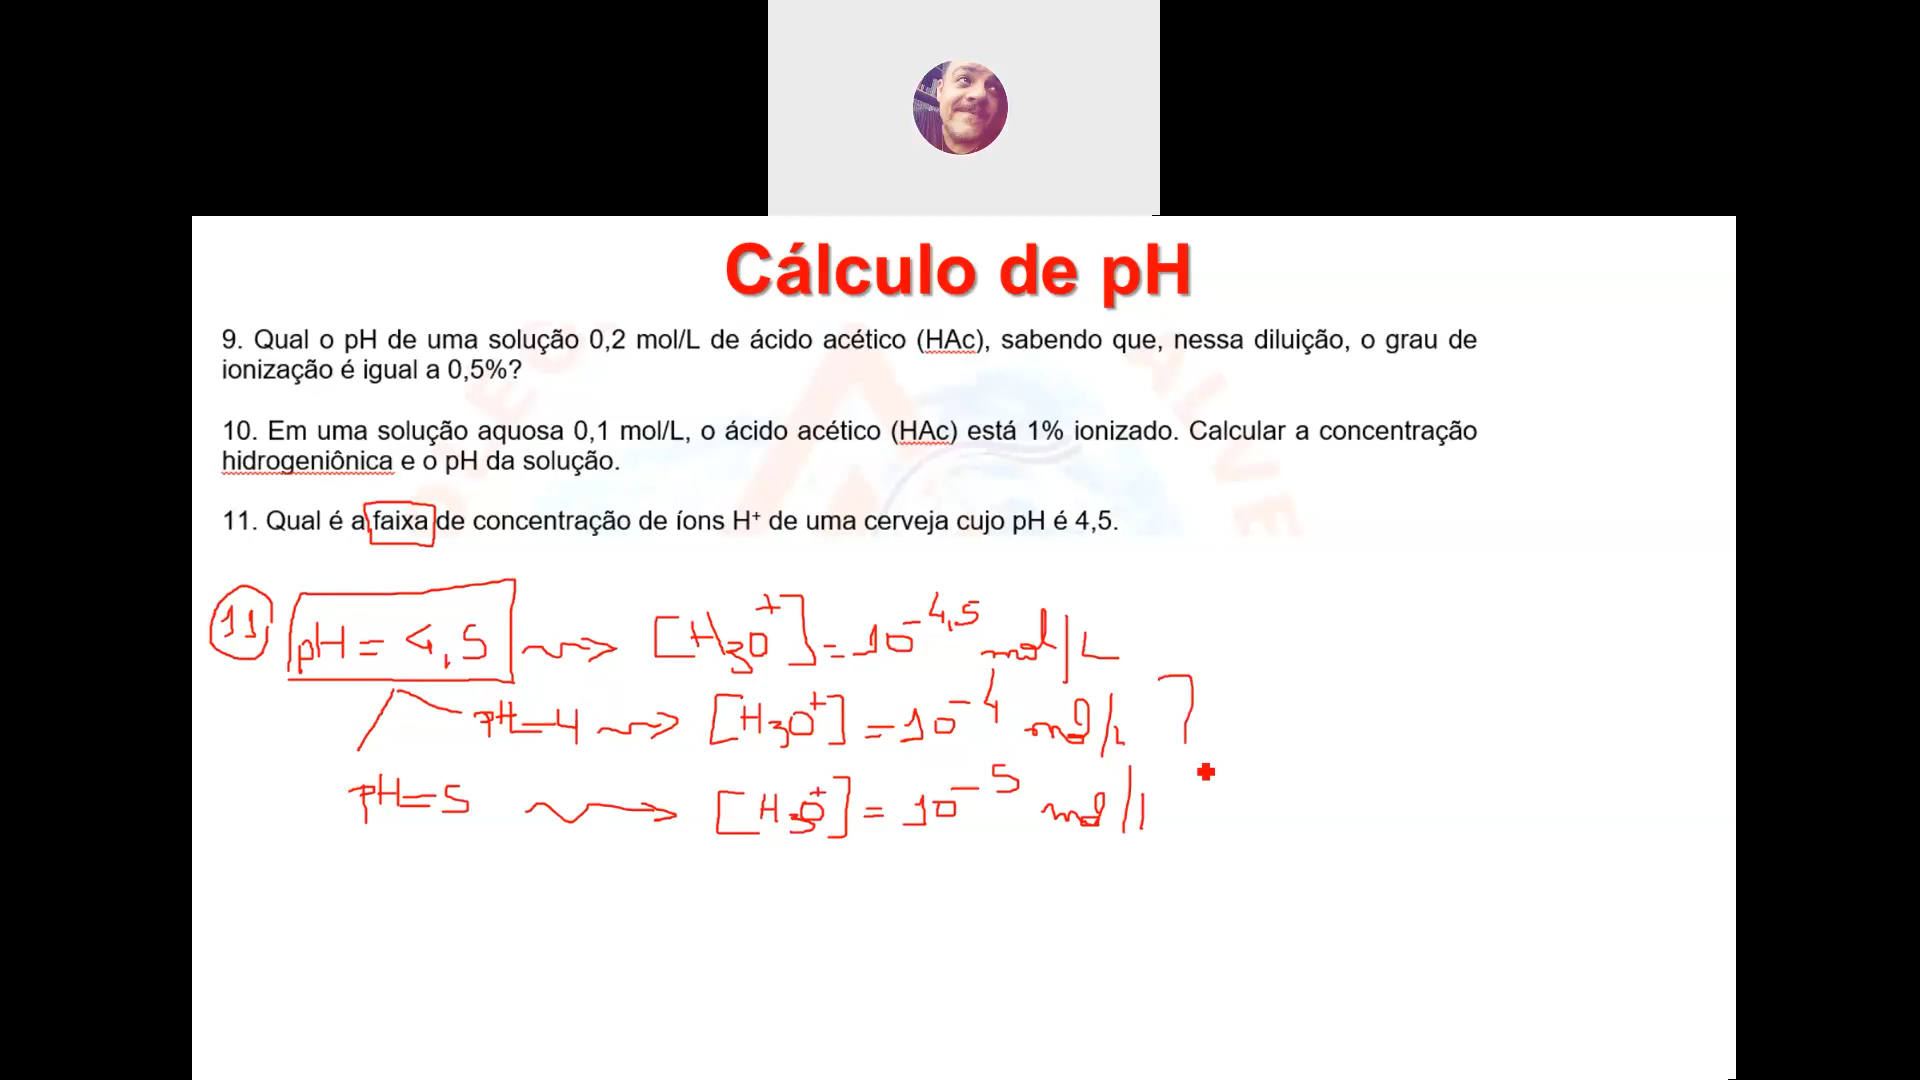 Cálculo de pH
9. Qual o pH de uma solução 0,2 mol/L de ácido acético (HAc), sabendo que, nessa diluição, o grau de
ionização é igual a 0,5%?
10. Em uma solução aquosa 0,1 mol/L, o ácido acético (HAc) está 1% ionizado. Calcular a concentração
hidrogeniônica e o pH da solução.
11. Qual é a faixa de concentração de íons H⁺ de uma cerveja cujo pH é 4,5.
11 pH = 4,5 [H₃O⁺] = 10⁻⁴,⁵ mol/L
pH=4 [H₃O⁺] = 10⁻⁴ mol/L
pH=5 [H₃O⁺] = 10⁻⁵ mol/l